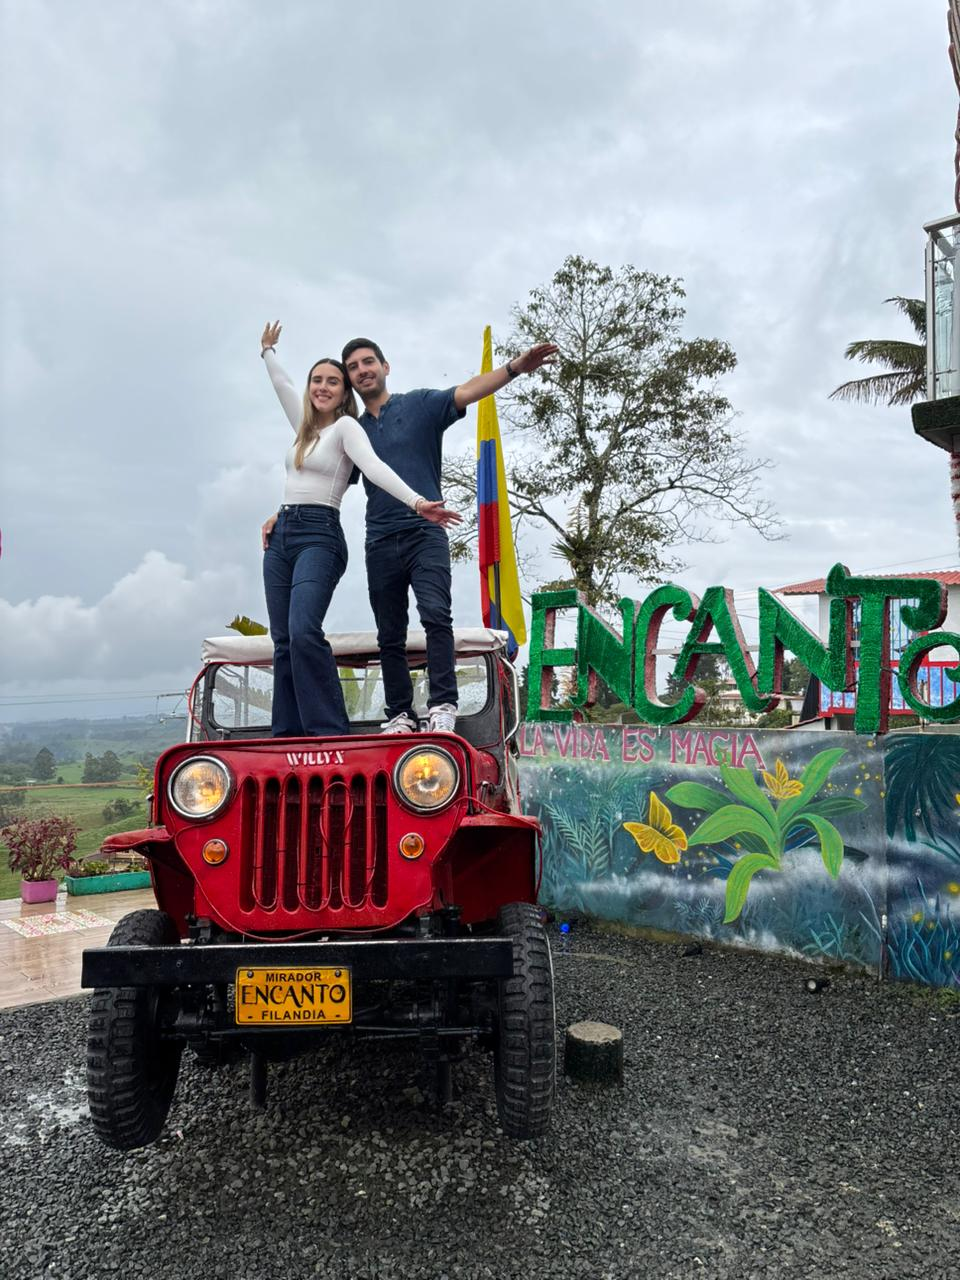 ENCANTO
LA VIDA ES MAGIA
WILLYS
MIRADOR
ENCANTO
FILANDIA